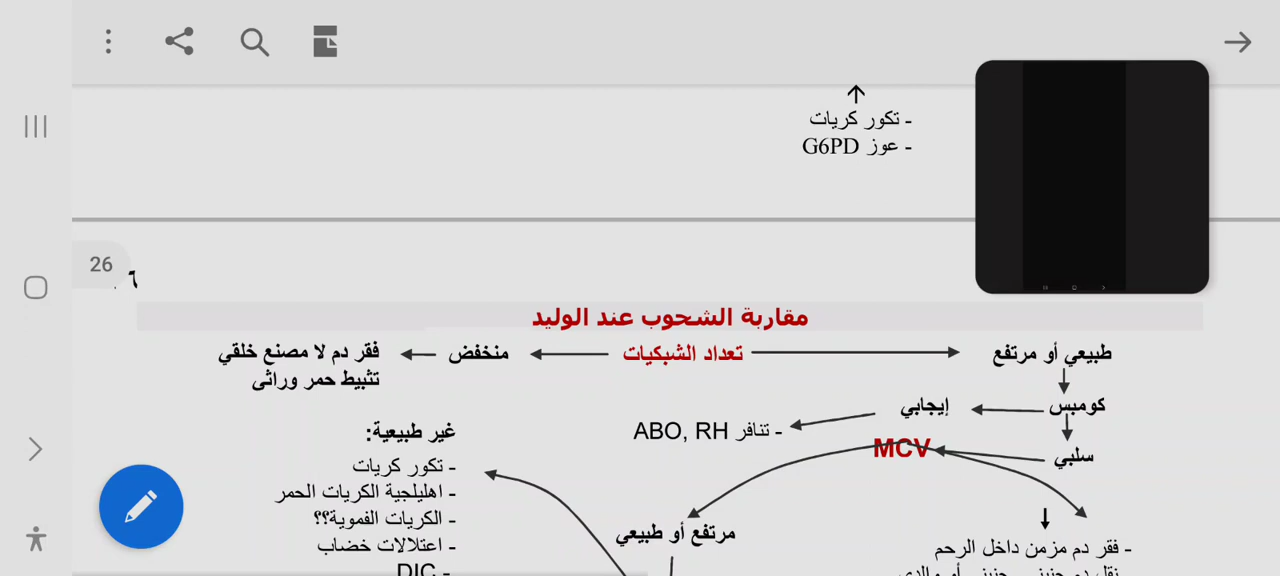 - تكور كريات
- عوز G6PD
26
مقاربة الشحوب عند الوليد
طبيعي أو مرتفع
تعداد الشبكيات
منخفض
فقر دم لا مصنع خلقي
تثبيط حمر وراثى
كومبس
إيجابي
- تنافر ABO, RH
سلبي
MCV
غير طبيعية:
- تكور كريات
- اهليلجية الكريات الحمر
- الكريات الفموية؟؟
- اعتلالات خضاب
- DIC
مرتفع أو طبيعي
- فقر دم مزمن داخل الرحم